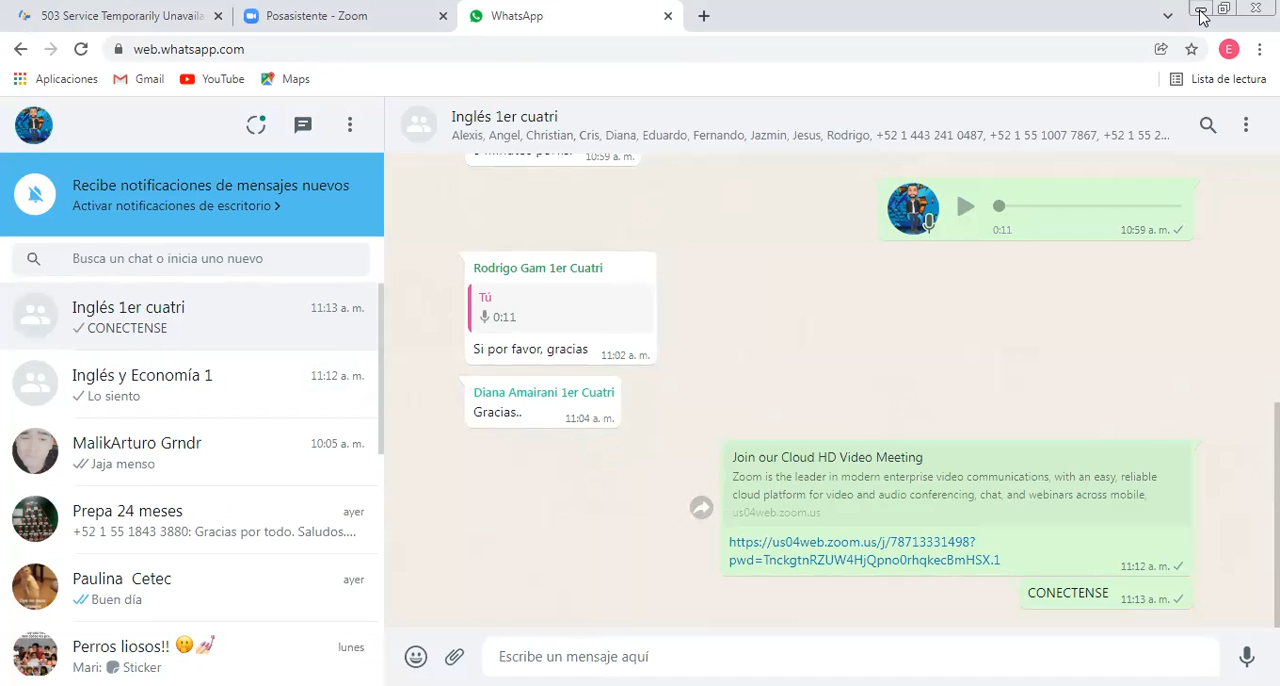 503 Service Temporarily Unavaila
Posasistente - Zoom
WhatsApp
web.whatsapp.com
E
Aplicaciones
Gmail
YouTube
Maps
Lista de lectura
Recibe notificaciones de mensajes nuevos
Activar notificaciones de escritorio >
Busca un chat o inicia uno nuevo
Inglés 1er cuatri
11:13 a. m.
CONECTENSE
Inglés y Economía 1
11:12 a. m.
Lo siento
MalikArturo Grndr
10:05 a. m.
Jaja menso
Prepa 24 meses
ayer
+52 1 55 1843 3880: Gracias por todo. Saludos....
Paulina Cetec
ayer
Buen día
Perros liosos!! 🤫💅🏻
lunes
Mari: Sticker
Inglés 1er cuatri
Alexis, Angel, Christian, Cris, Diana, Eduardo, Fernando, Jazmin, Jesus, Rodrigo, +52 1 443 241 0487, +52 1 55 1007 7867, +52 1 55 2...
10:59 a. m.
0:11
10:59 a. m.
Rodrigo Gam 1er Cuatri
Tú
0:11
Si por favor, gracias
11:02 a. m.
Diana Amairani 1er Cuatri
Gracias..
11:04 a. m.
Join our Cloud HD Video Meeting
Zoom is the leader in modern enterprise video communications, with an easy, reliable
cloud platform for video and audio conferencing, chat, and webinars across mobile,
us04web.zoom.us
https://us04web.zoom.us/j/78713331498?
pwd=TnckgtnRZUW4HjQpno0rhqkecBmHSX.1
11:12 a. m.
CONECTENSE
11:13 a. m.
Escribe un mensaje aquí